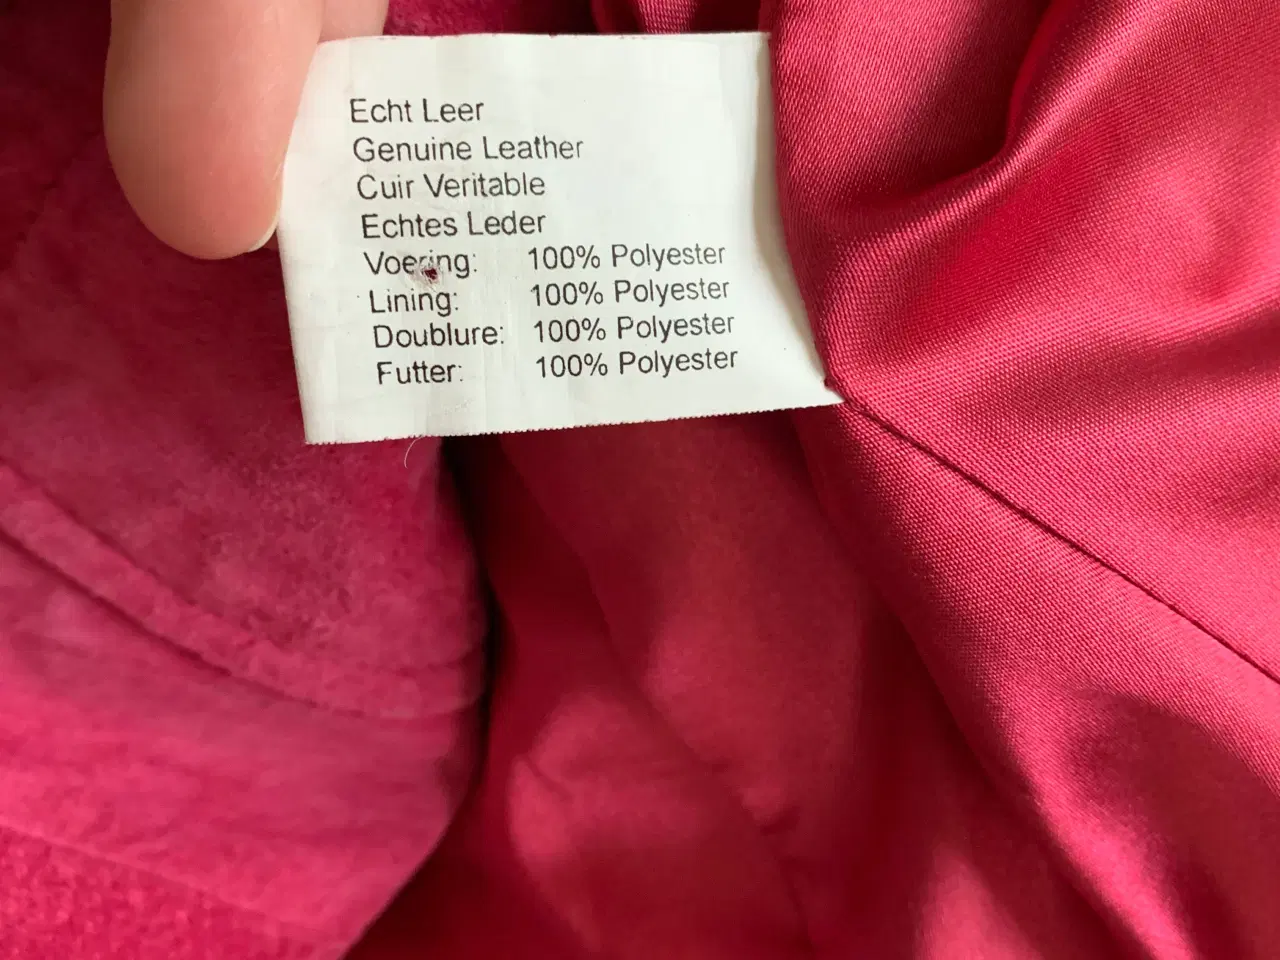 Echt Leer
Genuine Leather
Cuir Veritable
Echtes Leder
Voering: 100% Polyester
Lining: 100% Polyester
Doublure: 100% Polyester
Futter: 100% Polyester